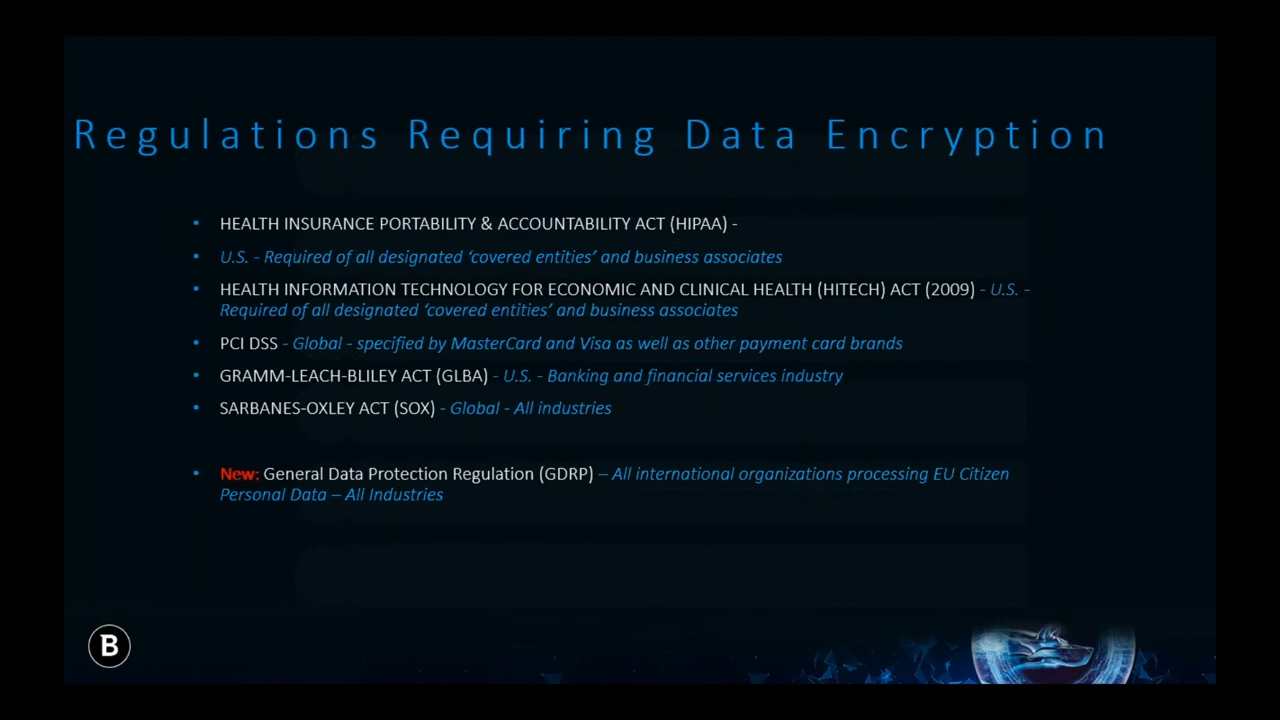 Regulations Requiring Data Encryption
• HEALTH INSURANCE PORTABILITY & ACCOUNTABILITY ACT (HIPAA) -
• U.S. - Required of all designated ‘covered entities’ and business associates
• HEALTH INFORMATION TECHNOLOGY FOR ECONOMIC AND CLINICAL HEALTH (HITECH) ACT (2009) - U.S. -
Required of all designated ‘covered entities’ and business associates
• PCI DSS - Global - specified by MasterCard and Visa as well as other payment card brands
• GRAMM-LEACH-BLILEY ACT (GLBA) - U.S. - Banking and financial services industry
• SARBANES-OXLEY ACT (SOX) - Global - All industries
• New: General Data Protection Regulation (GDRP) – All international organizations processing EU Citizen
Personal Data – All Industries
B